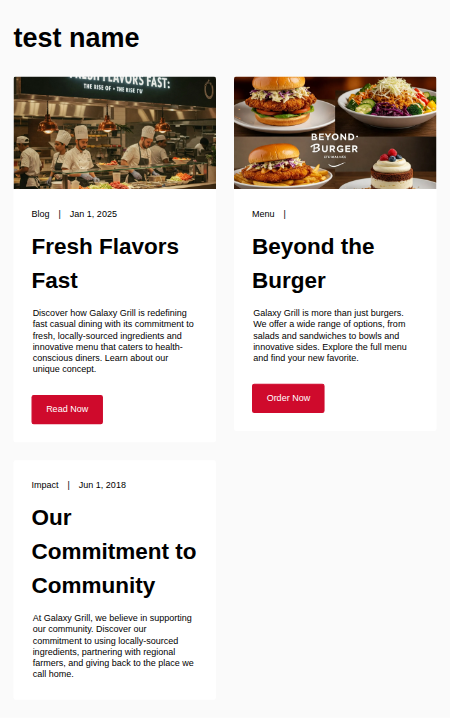 test name
FRESH FLAVORS FAST:
THE RISE OF • THE RISE TV
Blog | Jan 1, 2025
Fresh Flavors
Fast
Discover how Galaxy Grill is redefining
fast casual dining with its commitment to
fresh, locally-sourced ingredients and
innovative menu that caters to health-
conscious diners. Learn about our
unique concept.
Read Now
BEYOND·
BURGER
Menu |
Beyond the
Burger
Galaxy Grill is more than just burgers.
We offer a wide range of options, from
salads and sandwiches to bowls and
innovative sides. Explore the full menu
and find your new favorite.
Order Now
Impact | Jun 1, 2018
Our
Commitment to
Community
At Galaxy Grill, we believe in supporting
our community. Discover our
commitment to using locally-sourced
ingredients, partnering with regional
farmers, and giving back to the place we
call home.